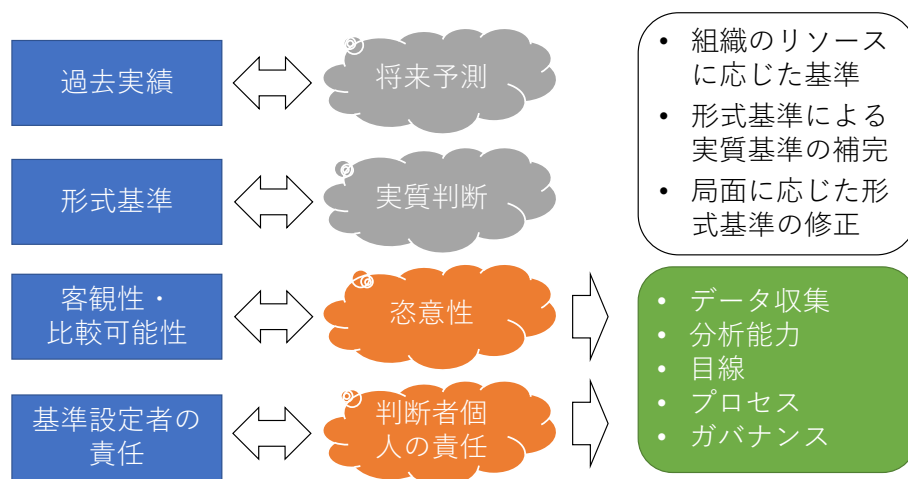 過去実績
将来予測
• 組織のリソース
に応じた基準
• 形式基準による
実質基準の補完
• 局面に応じた形
式基準の修正
形式基準
実質判断
客観性・
比較可能性
恣意性
• データ収集
• 分析能力
• 目線
• プロセス
• ガバナンス
基準設定者の
責任
判断者個
人の責任